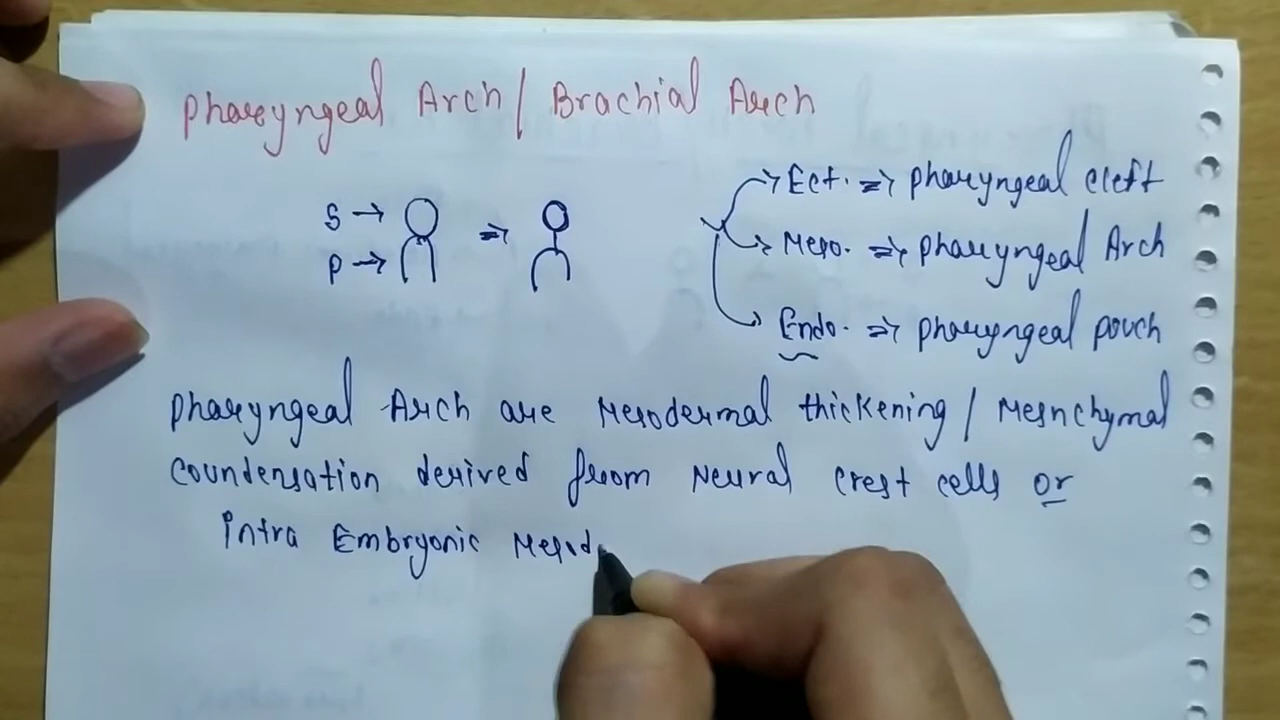 Pharyngeal Arch / Brachial Arch
S → ⇒
P →
→ Ect. ⇒ pharyngeal cleft
→ Meso. ⇒ pharyngeal Arch
→ Endo. ⇒ pharyngeal pouch
pharyngeal Arch are Mesodermal thickening / Mesnchymal
coundensation derived from Neural crest cells or
intra Embryonic Mesod